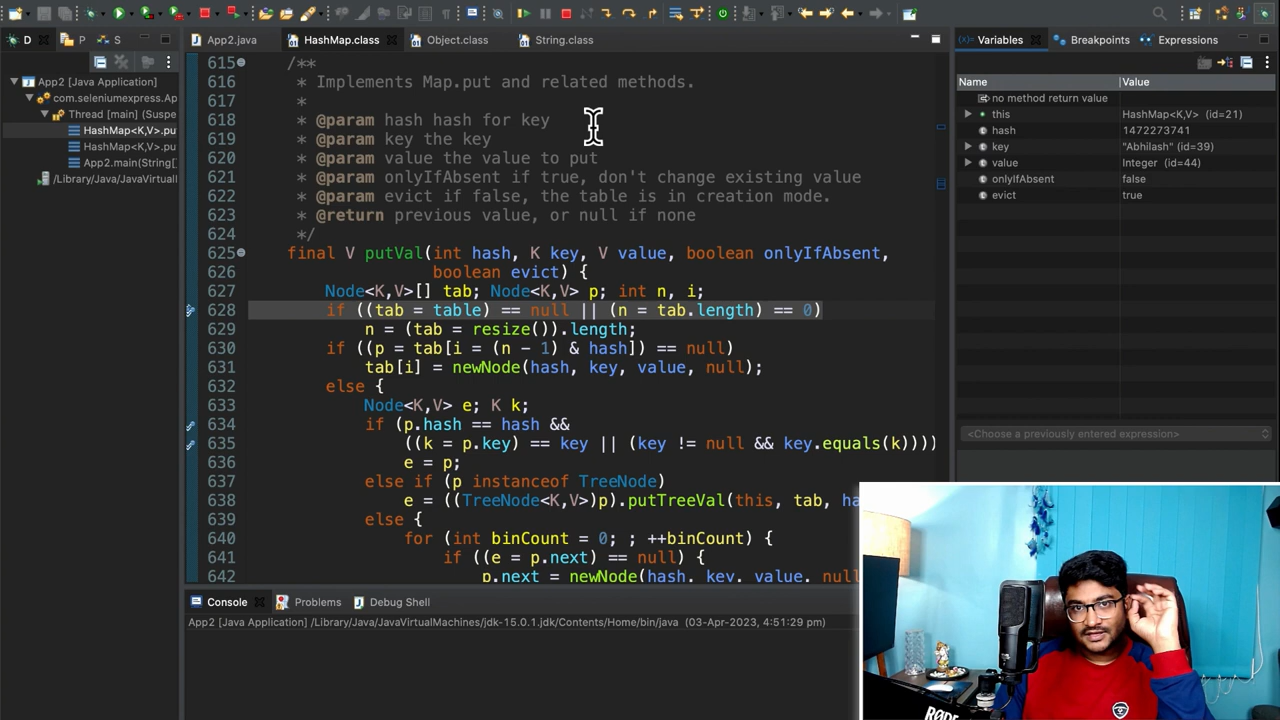 D
P
S
App2 [Java Application]
com.seleniumexpress.Ap
Thread [main] (Suspe
HashMap<K,V>.pu
HashMap<K,V>.pu
App2.main(String[
/Library/Java/JavaVirtuall
App2.java
HashMap.class
Object.class
String.class
615 /**
616 * Implements Map.put and related methods.
617 *
618 * @param hash hash for key
619 * @param key the key
620 * @param value the value to put
621 * @param onlyIfAbsent if true, don't change existing value
622 * @param evict if false, the table is in creation mode.
623 * @return previous value, or null if none
624 */
625 final V putVal(int hash, K key, V value, boolean onlyIfAbsent,
626 boolean evict) {
627 Node<K,V>[] tab; Node<K,V> p; int n, i;
628 if ((tab = table) == null || (n = tab.length) == 0)
629 n = (tab = resize()).length;
630 if ((p = tab[i = (n - 1) & hash]) == null)
631 tab[i] = newNode(hash, key, value, null);
632 else {
633 Node<K,V> e; K k;
634 if (p.hash == hash &&
635 ((k = p.key) == key || (key != null && key.equals(k))))
636 e = p;
637 else if (p instanceof TreeNode)
638 e = ((TreeNode<K,V>)p).putTreeVal(this, tab, ha
639 else {
640 for (int binCount = 0; ; ++binCount) {
641 if ((e = p.next) == null) {
642 p.next = newNode(hash, key, value, null
Console
Problems
Debug Shell
App2 [Java Application] /Library/Java/JavaVirtualMachines/jdk-15.0.1.jdk/Contents/Home/bin/java (03-Apr-2023, 4:51:29 pm)
Variables
Breakpoints
Expressions
Name Value
no method return value
this HashMap<K,V> (id=21)
hash 1472273741
key "Abhilash" (id=39)
value Integer (id=44)
onlyIfAbsent false
evict true
<Choose a previously entered expression>
RØDE